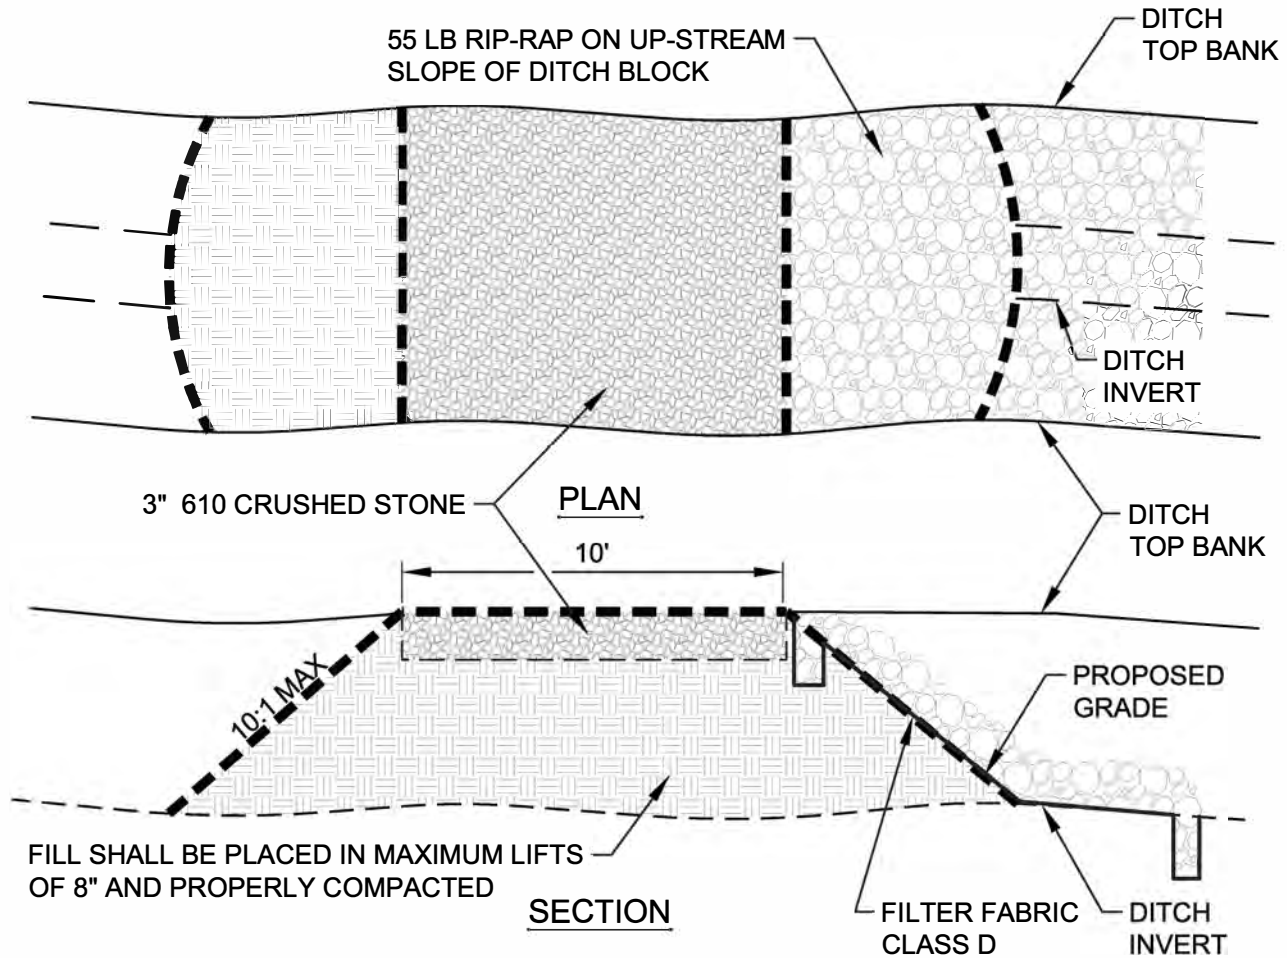 DITCH
TOP BANK
55 LB RIP-RAP ON UP-STREAM
SLOPE OF DITCH BLOCK
DITCH
INVERT
3" 610 CRUSHED STONE
PLAN
DITCH
TOP BANK
10'
10:1 MAX
PROPOSED
GRADE
FILL SHALL BE PLACED IN MAXIMUM LIFTS
OF 8" AND PROPERLY COMPACTED
SECTION
FILTER FABRIC
CLASS D
DITCH
INVERT